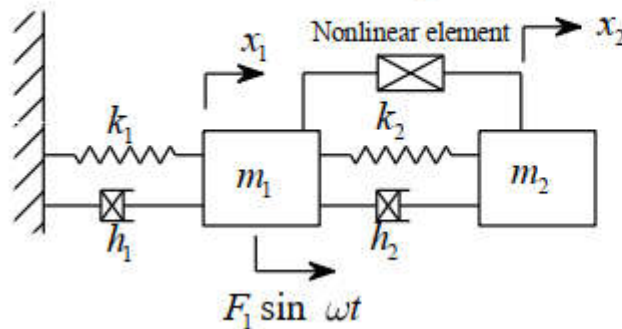 Nonlinear element
x₁
x₂
k₁
k₂
m₁
m₂
h₁
h₂
F₁ sin ωt